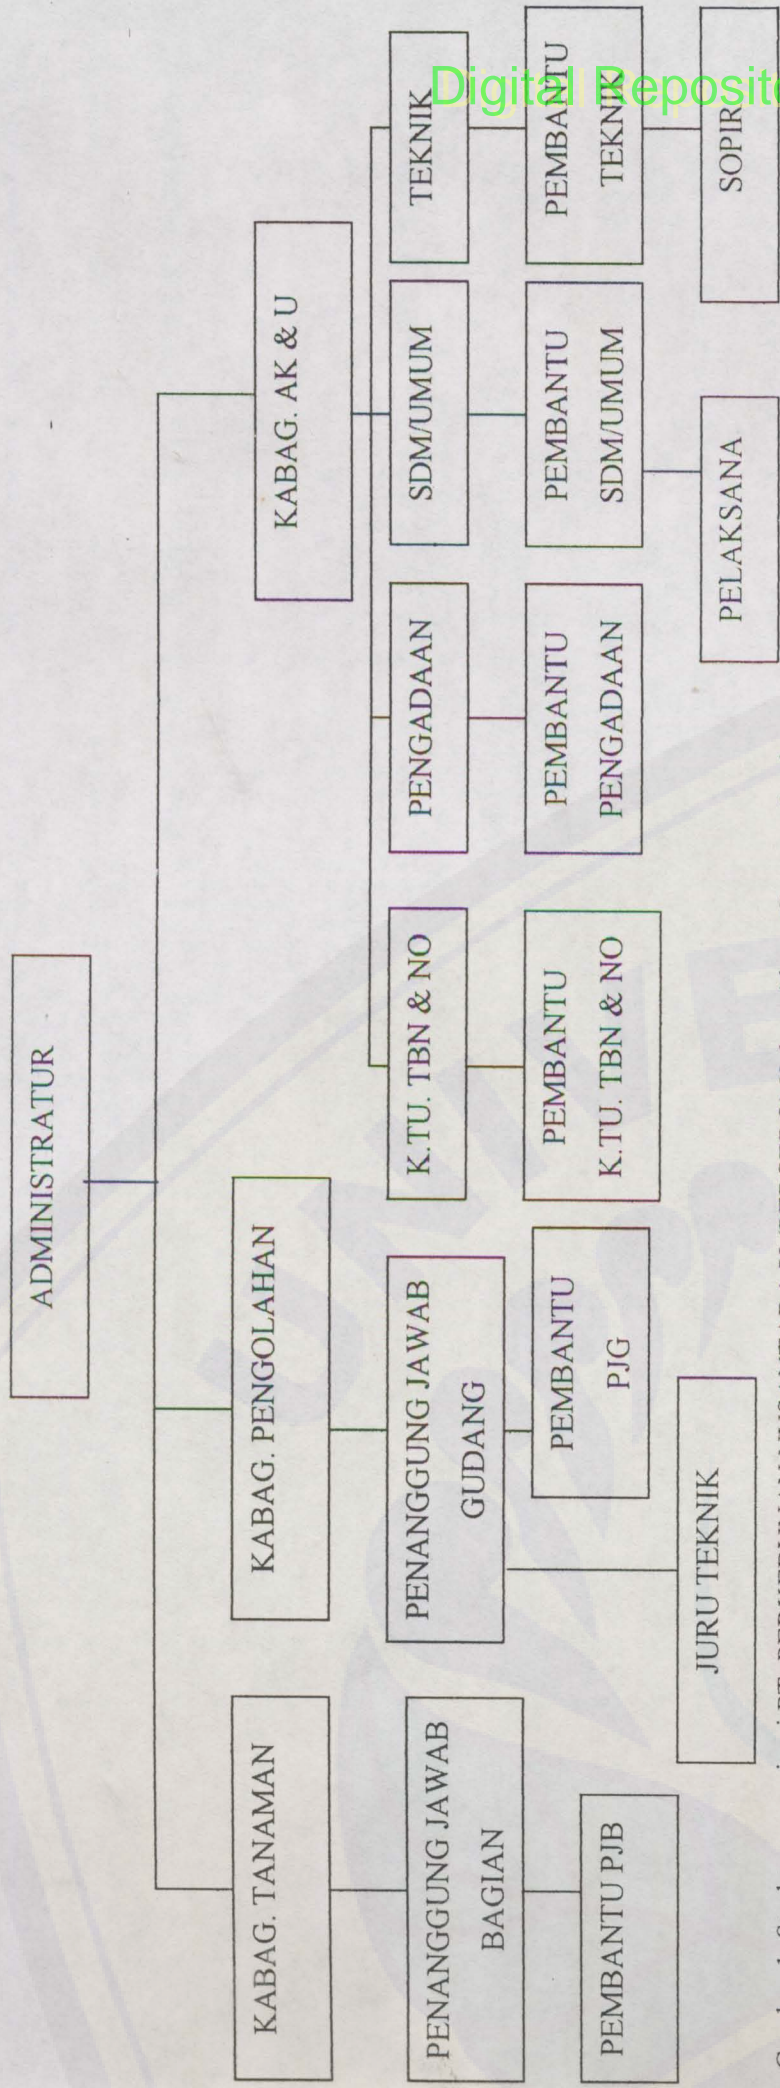 ADMINISTRATUR
KABAG. TANAMAN
KABAG. PENGOLAHAN
KABAG. AK & U
PENANGGUNG JAWAB
BAGIAN
PENANGGUNG JAWAB
GUDANG
K.TU. TBN & NO
PENGADAAN
SDM/UMUM
TEKNIK
PEMBANTU PJB
PEMBANTU
PJG
PEMBANTU
K.TU. TBN & NO
PEMBANTU
PENGADAAN
PEMBANTU
SDM/UMUM
PEMBANTU
TEKNIK
JURU TEKNIK
PELAKSANA
SOPIR
Digital Reposito